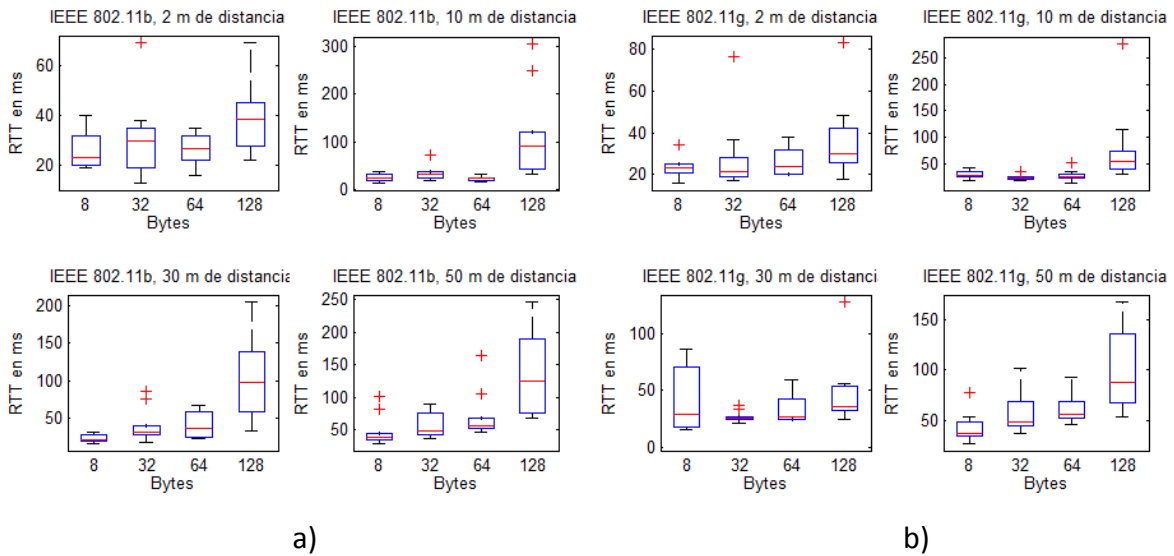 IEEE 802.11b, 2 m de distancia
RTT en ms
60
40
20
8 32 64 128
Bytes
IEEE 802.11b, 10 m de distancia
RTT en ms
300
200
100
0
8 32 64 128
Bytes
IEEE 802.11g, 2 m de distancia
RTT en ms
80
60
40
20
8 32 64 128
Bytes
IEEE 802.11g, 10 m de distancia
RTT en ms
250
200
150
100
50
8 32 64 128
Bytes
IEEE 802.11b, 30 m de distancia
RTT en ms
200
150
100
50
8 32 64 128
Bytes
IEEE 802.11b, 50 m de distancia
RTT en ms
250
200
150
100
50
8 32 64 128
Bytes
IEEE 802.11g, 30 m de distanci
RTT en ms
100
50
0
8 32 64 128
Bytes
IEEE 802.11g, 50 m de distancia
RTT en ms
150
100
50
8 32 64 128
Bytes
a)
b)